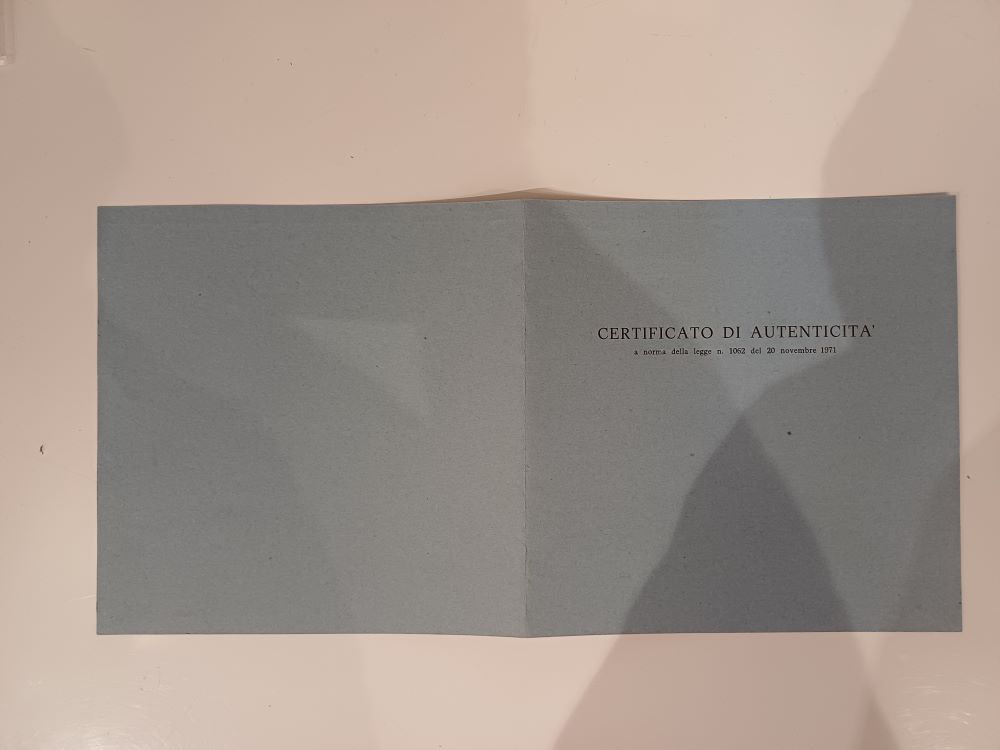 CERTIFICATO DI AUTENTICITA'
a norma della legge n. 1062 del 20 novembre 1971